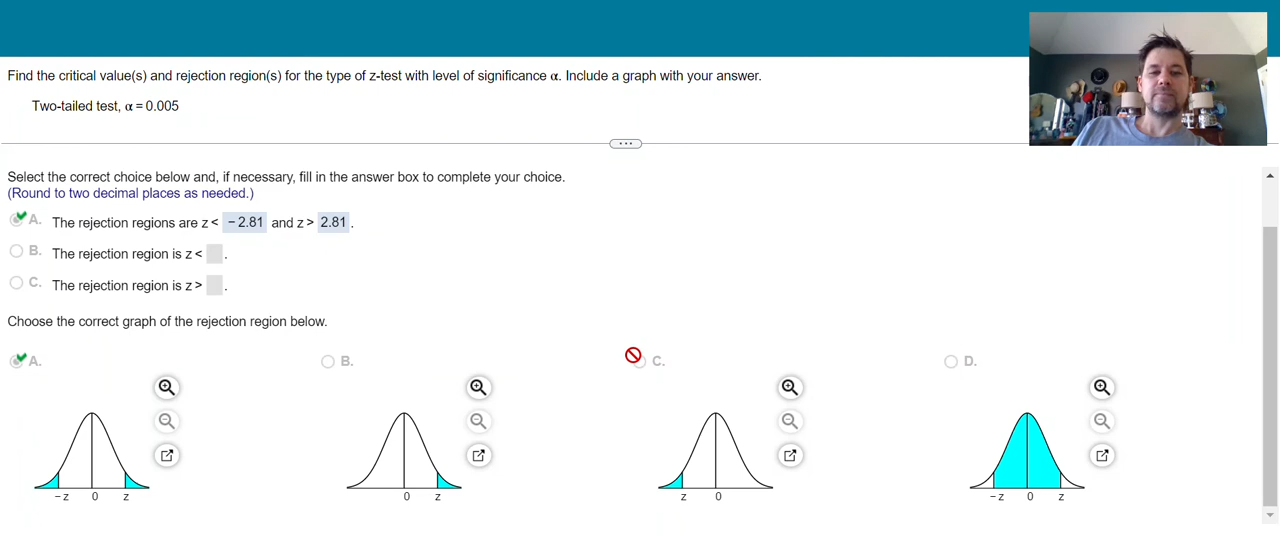 Find the critical value(s) and rejection region(s) for the type of z-test with level of significance α. Include a graph with your answer.
Two-tailed test, α = 0.005
Select the correct choice below and, if necessary, fill in the answer box to complete your choice.
(Round to two decimal places as needed.)
A. The rejection regions are z < − 2.81 and z > 2.81 .
B. The rejection region is z < .
C. The rejection region is z > .
Choose the correct graph of the rejection region below.
A. B. C. D.
− z 0 z 0 z z 0 − z 0 z